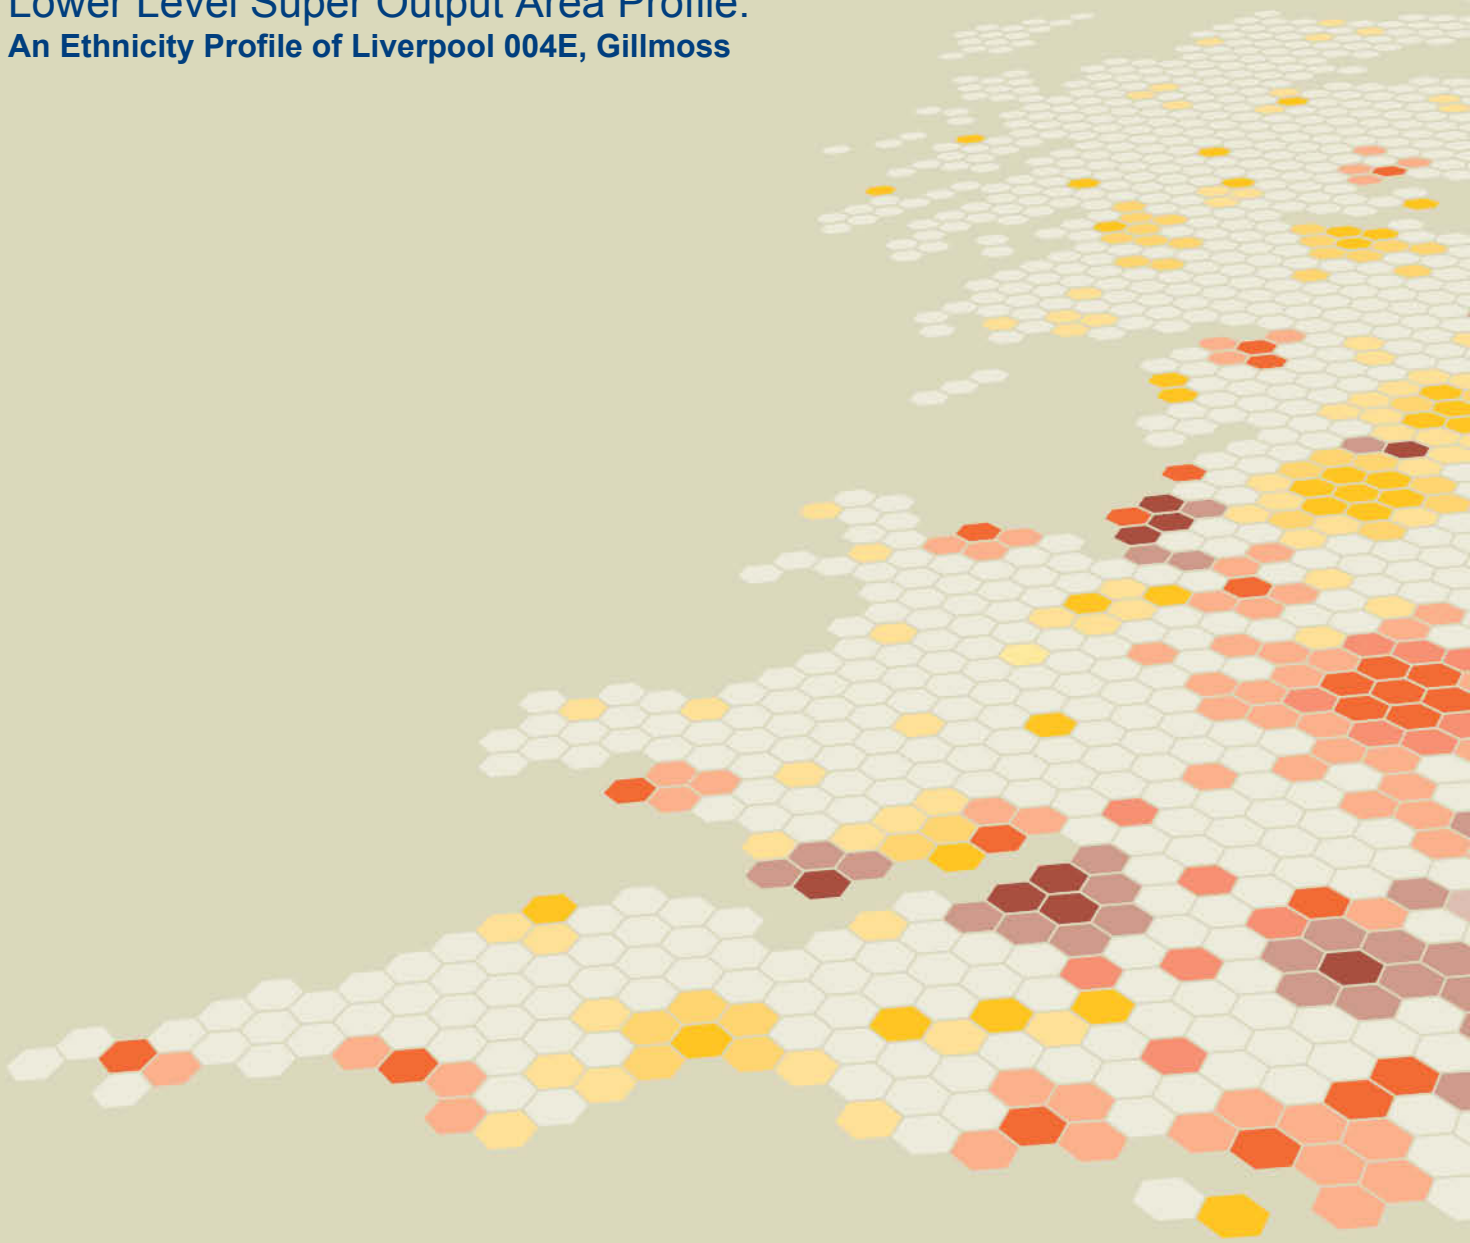 Lower Level Super Output Area Profile:
An Ethnicity Profile of Liverpool 004E, Gillmoss